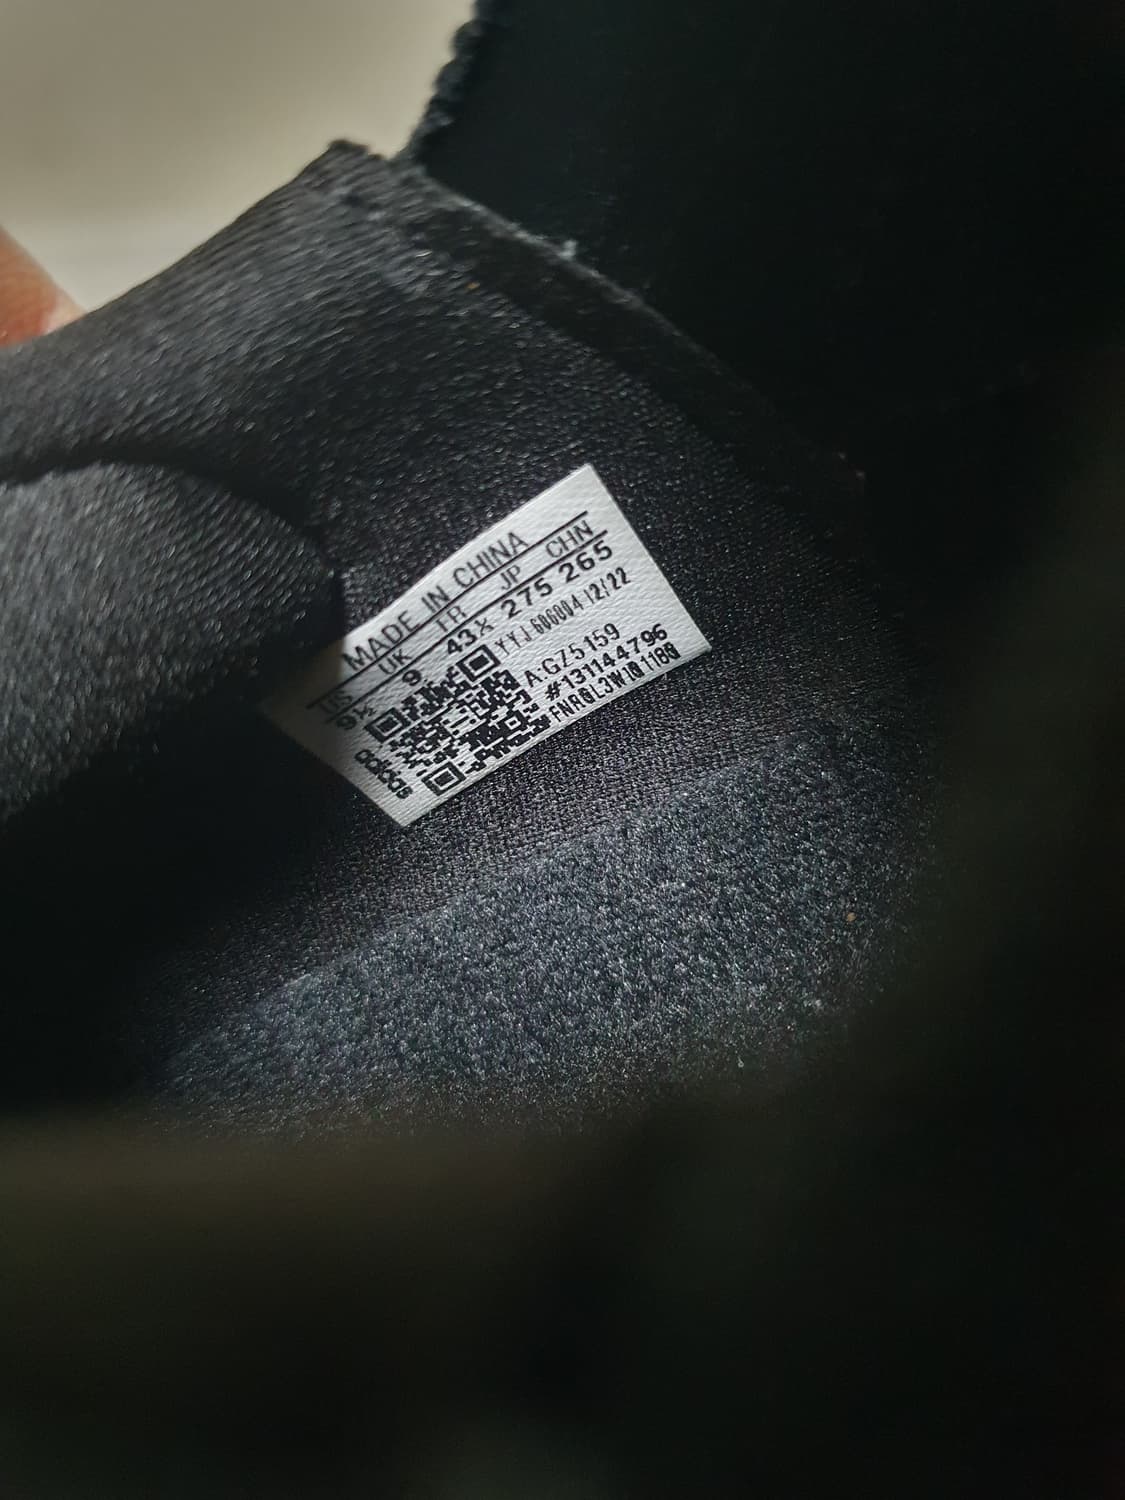 MADE IN CHINA
US UK FR JP CHN
9½ 9 43⅓ 275 265
YYJ 606004 12/22
A:GZ5159
#131144796